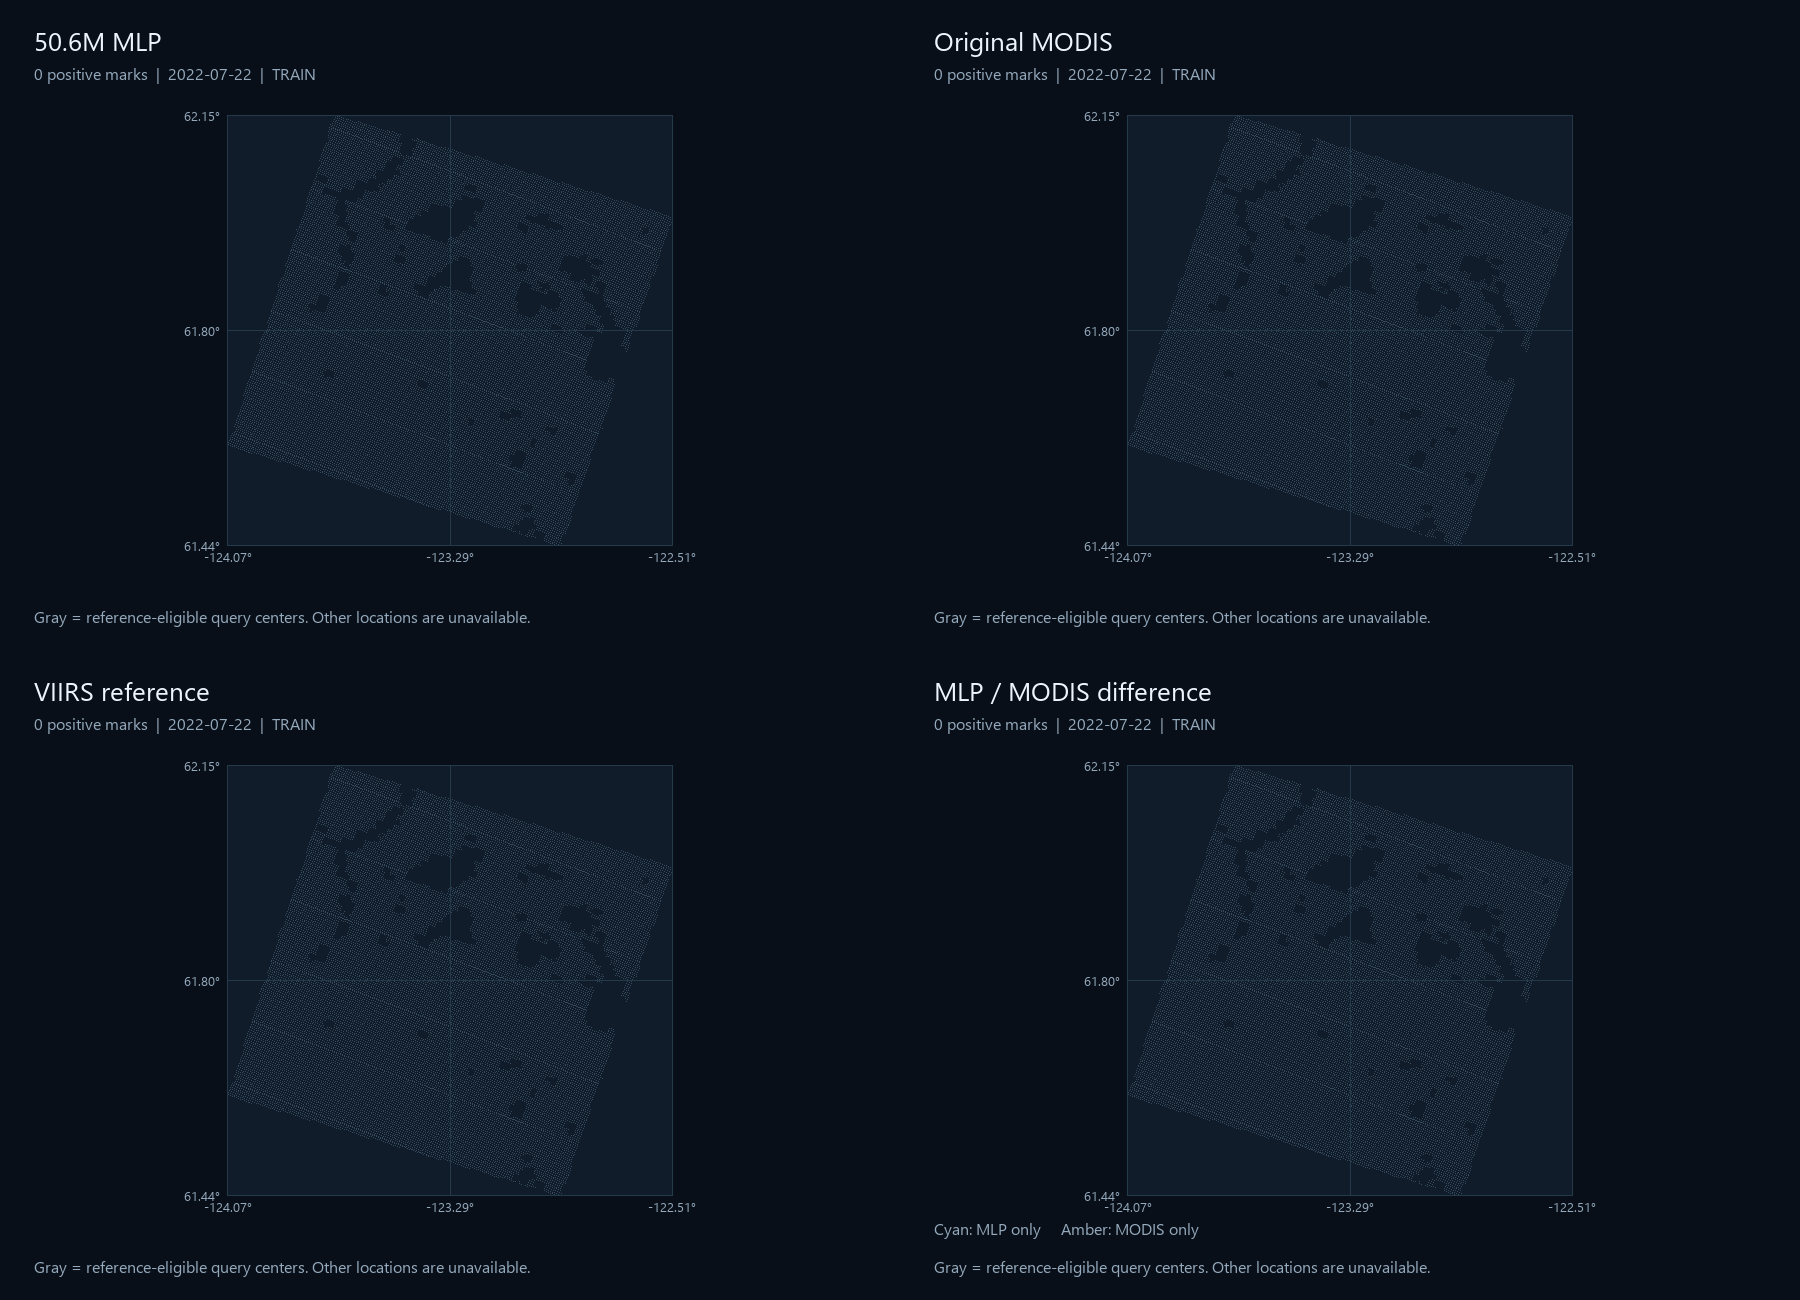 50.6M MLP
0 positive marks | 2022-07-22 | TRAIN
62.15°
61.80°
61.44°
-124.07°
-123.29°
-122.51°
Gray = reference-eligible query centers. Other locations are unavailable.
Original MODIS
0 positive marks | 2022-07-22 | TRAIN
62.15°
61.80°
61.44°
-124.07°
-123.29°
-122.51°
Gray = reference-eligible query centers. Other locations are unavailable.
VIIRS reference
0 positive marks | 2022-07-22 | TRAIN
62.15°
61.80°
61.44°
-124.07°
-123.29°
-122.51°
Gray = reference-eligible query centers. Other locations are unavailable.
MLP / MODIS difference
0 positive marks | 2022-07-22 | TRAIN
62.15°
61.80°
61.44°
-124.07°
-123.29°
-122.51°
Cyan: MLP only Amber: MODIS only
Gray = reference-eligible query centers. Other locations are unavailable.